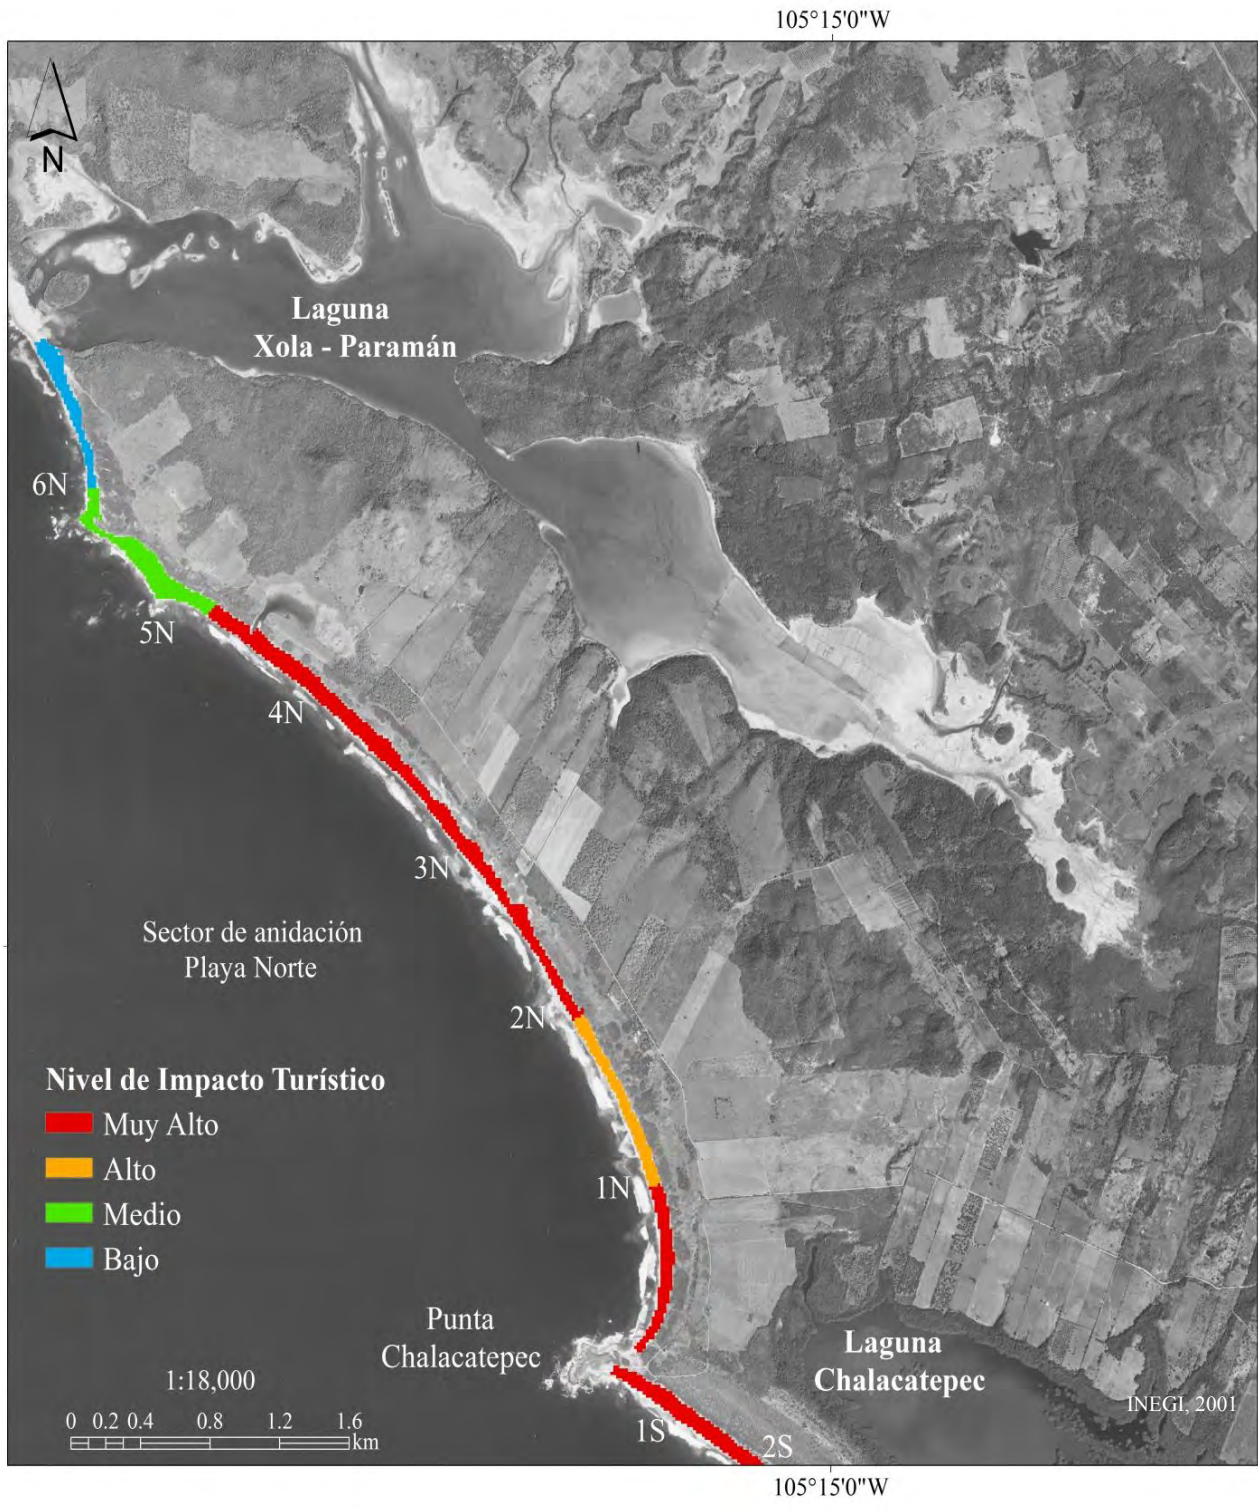 105°15'0"W
N
Laguna
Xola - Paramán
6N
5N
4N
3N
Sector de anidación
Playa Norte
2N
Nivel de Impacto Turístico
Muy Alto
Alto
Medio
Bajo
1N
Punta
Chalacatepec
Laguna
Chalacatepec
1:18,000
INEGI, 2001
0 0.2 0.4 0.8 1.2 1.6
km
1S
2S
105°15'0"W